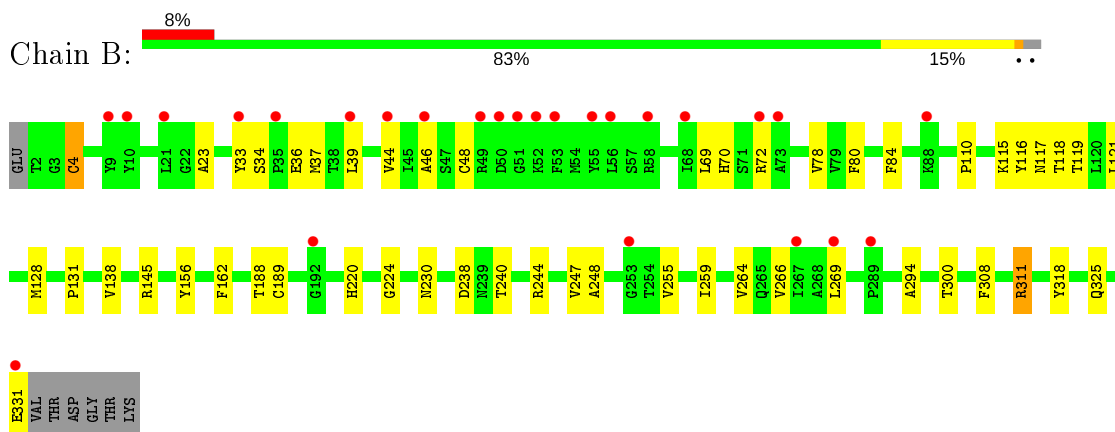 8%
Chain B:
83% 15% • •
GLU T2 G3 C4 Y9 Y10 L21 G22 A23 Y33 S34 P35 E36 M37 T38 L39 V44 I45 A46 S47 C48 R49 D50 G51 K52 F53 M54 Y55 L56 S57 R58 I68 L69 H70 S71 R72 A73 V78 V79 F80 F84 K88 P110 K115 Y116 N117 T118 T119 L120 L121
M128 P131 V138 R145 Y156 F162 T188 C189 G192 H220 G224 N230 D238 N239 T240 R244 V247 A248 G253 T254 V255 I259 V264 Q265 V266 I267 A268 L269 P289 A294 T300 F308 R311 Y318 Q325
E331 VAL THR ASP GLY THR LYS